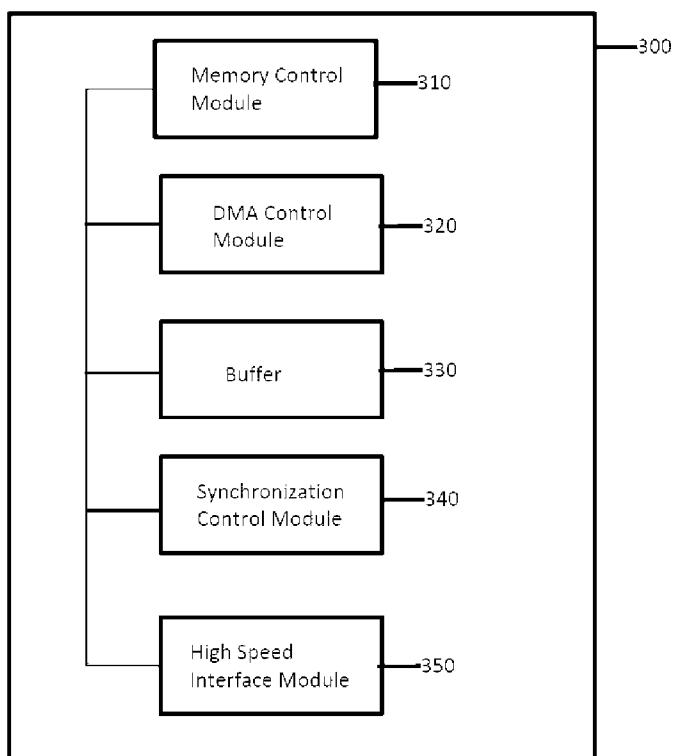 300
Memory Control
Module
310
DMA Control
Module
320
Buffer
330
Synchronization
Control Module
340
High Speed
Interface Module
350